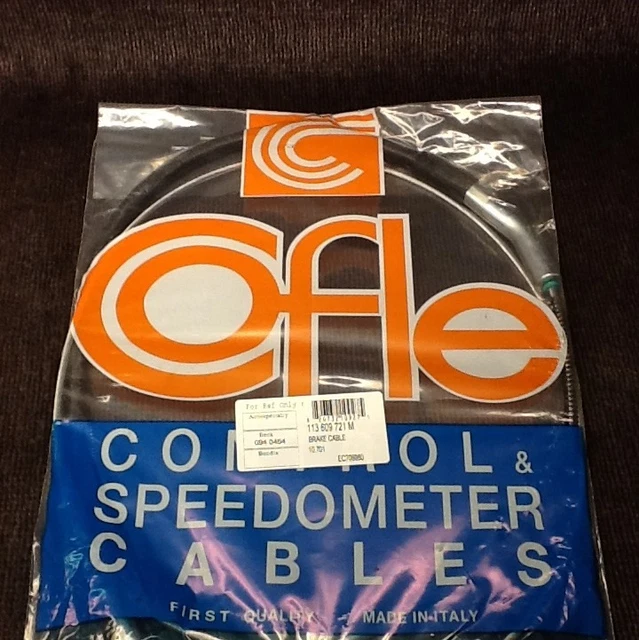 Cofle
For Ref Only
113 609 721 M
BRAKE CABLE
10.701
CONTROL &
SPEEDOMETER
CABLES
FIRST QUALITY MADE IN ITALY